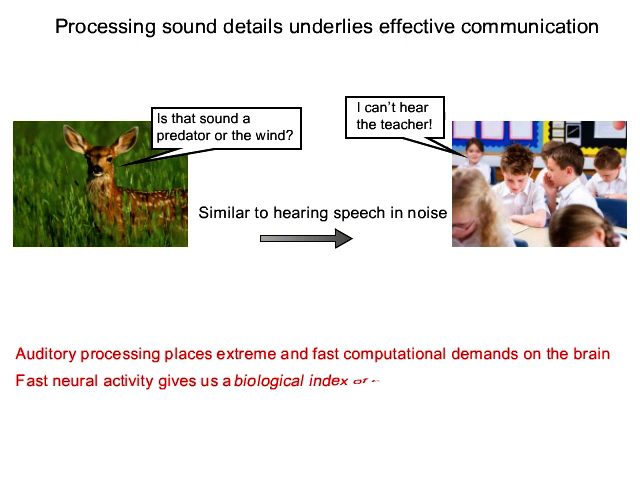 Processing sound details underlies effective communication
Is that sound a
predator or the wind?
I can't hear
the teacher!
Similar to hearing speech in noise
Auditory processing places extreme and fast computational demands on the brain
Fast neural activity gives us a biological index of